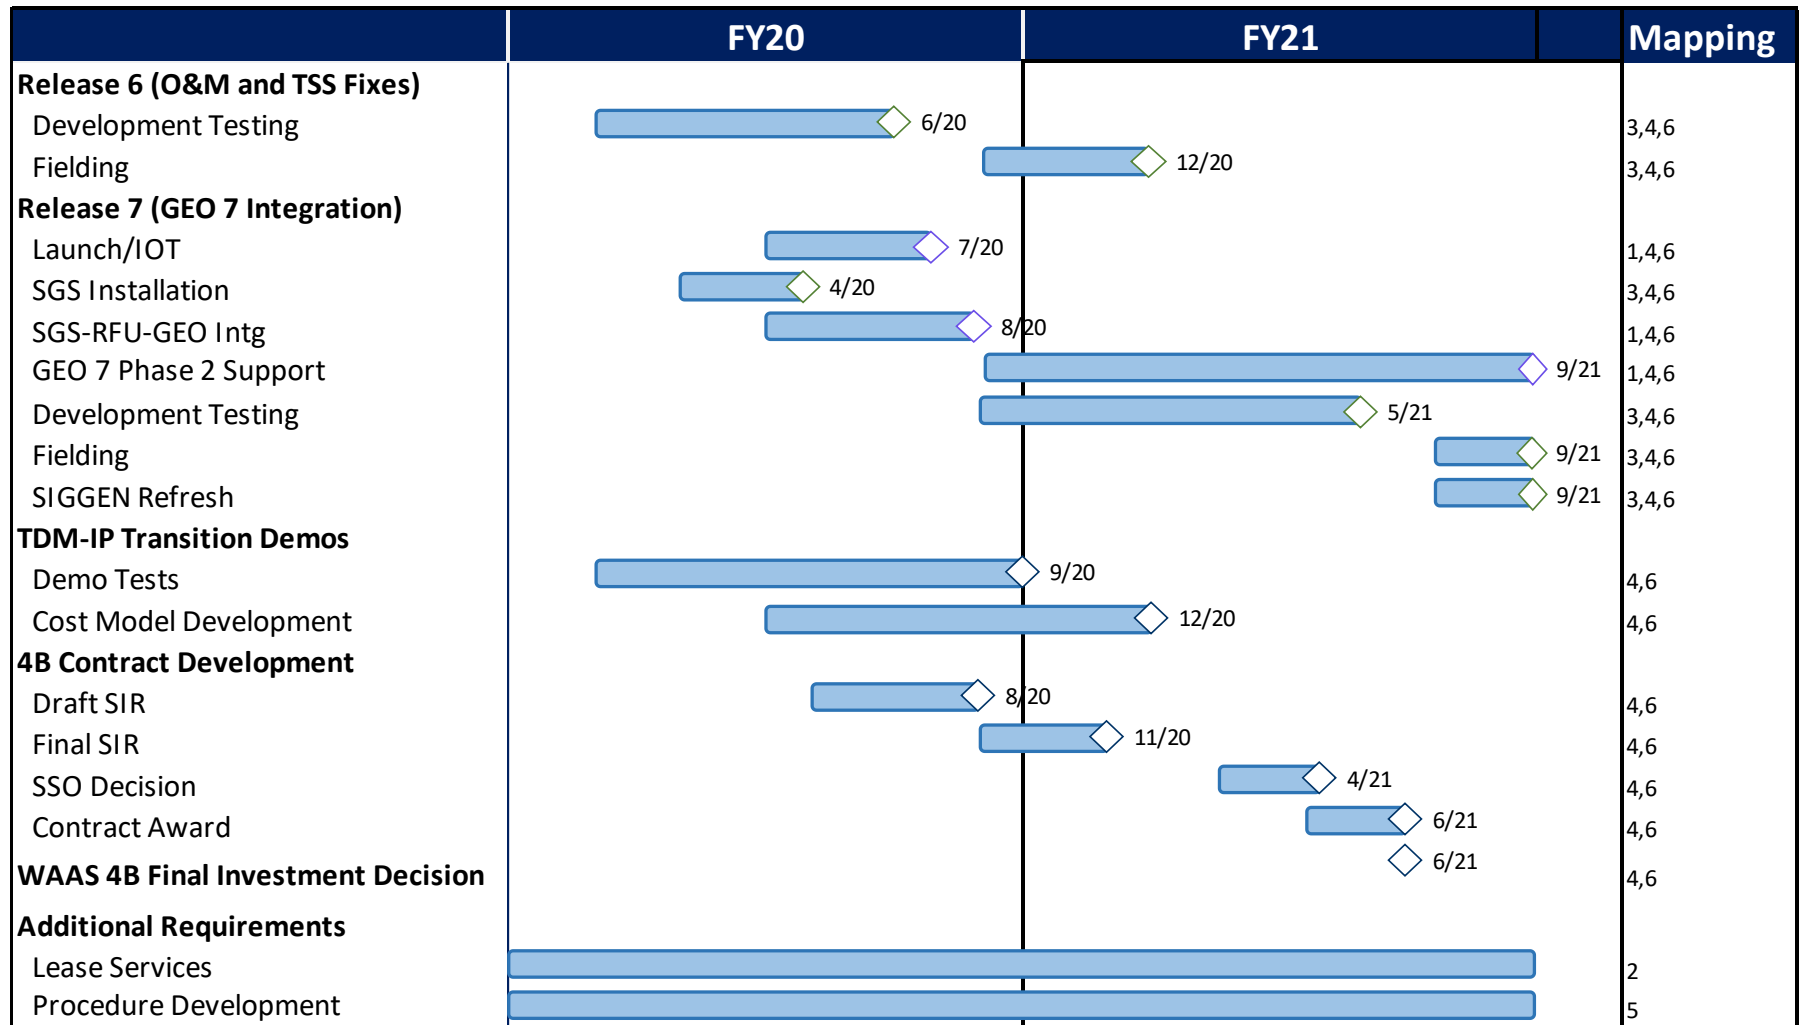 FY20 FY21 Mapping
Release 6 (O&M and TSS Fixes)
Development Testing 6/20 3,4,6
Fielding 12/20 3,4,6
Release 7 (GEO 7 Integration)
Launch/IOT 7/20 1,4,6
SGS Installation 4/20 3,4,6
SGS-RFU-GEO Intg 8/20 1,4,6
GEO 7 Phase 2 Support 9/21 1,4,6
Development Testing 5/21 3,4,6
Fielding 9/21 3,4,6
SIGGEN Refresh 9/21 3,4,6
TDM-IP Transition Demos
Demo Tests 9/20 4,6
Cost Model Development 12/20 4,6
4B Contract Development
Draft SIR 8/20 4,6
Final SIR 11/20 4,6
SSO Decision 4/21 4,6
Contract Award 6/21 4,6
WAAS 4B Final Investment Decision 6/21 4,6
Additional Requirements
Lease Services 2
Procedure Development 5